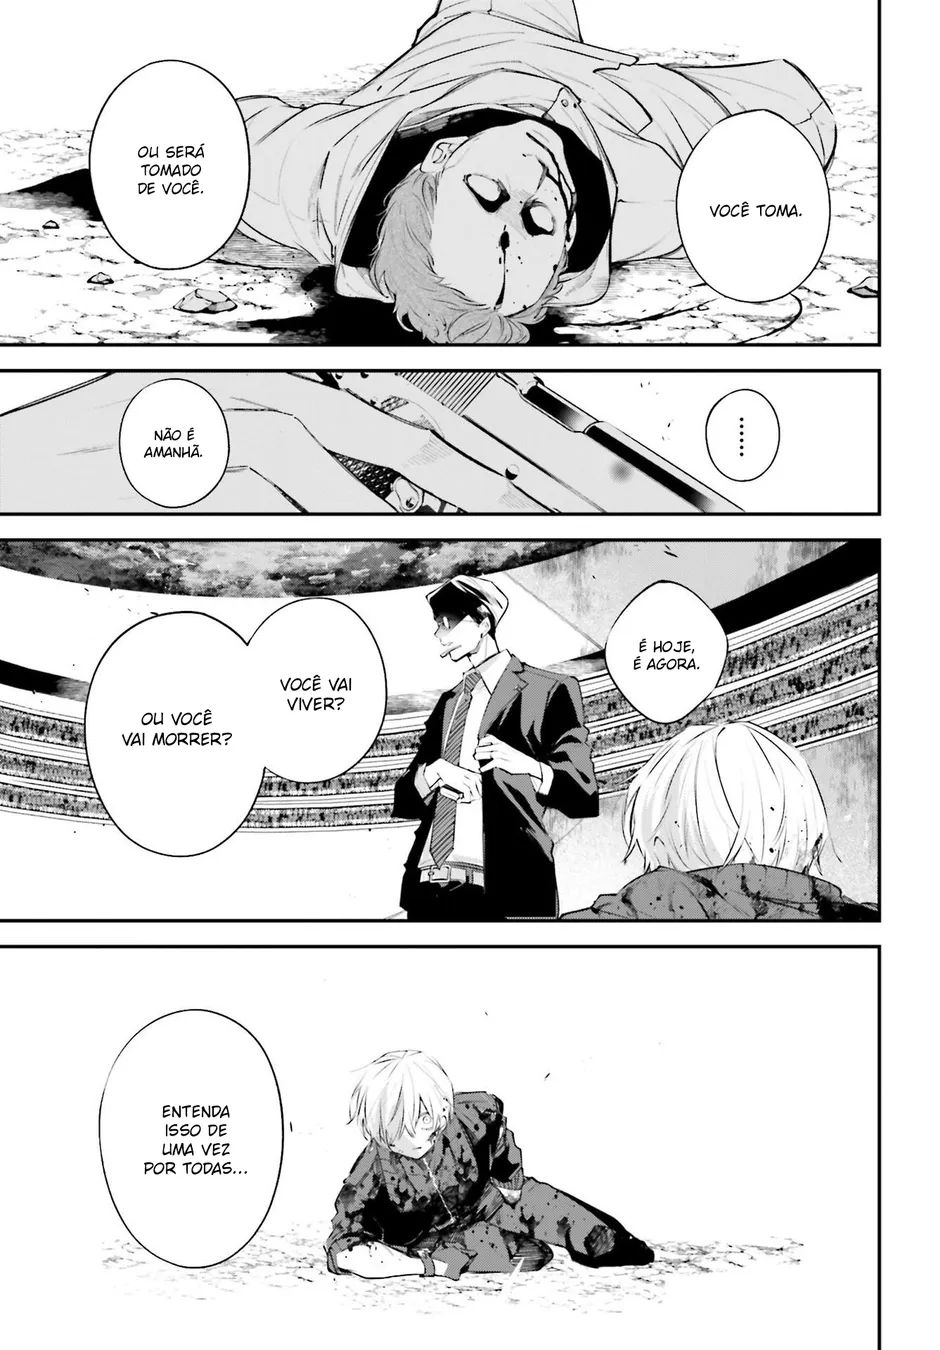 VOCÊ TOMA.
OU SERÁ
TOMADO
DE VOCÊ.
......
NÃO É
AMANHÃ.
É HOJE,
É AGORA.
VOCÊ VAI
VIVER?
OU VOCÊ
VAI MORRER?
ENTENDA
ISSO DE
UMA VEZ
POR TODAS...